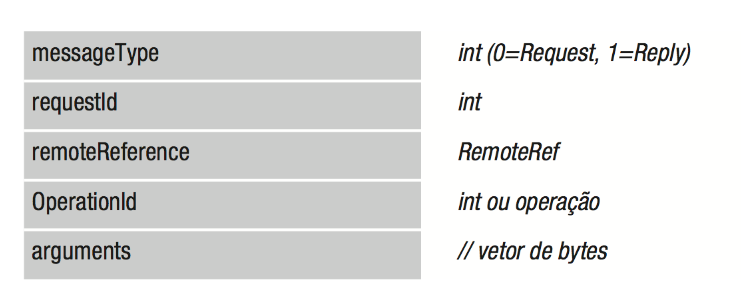 messageType int (0=Request, 1=Reply)
requestId int
remoteReference RemoteRef
OperationId int ou operação
arguments // vetor de bytes